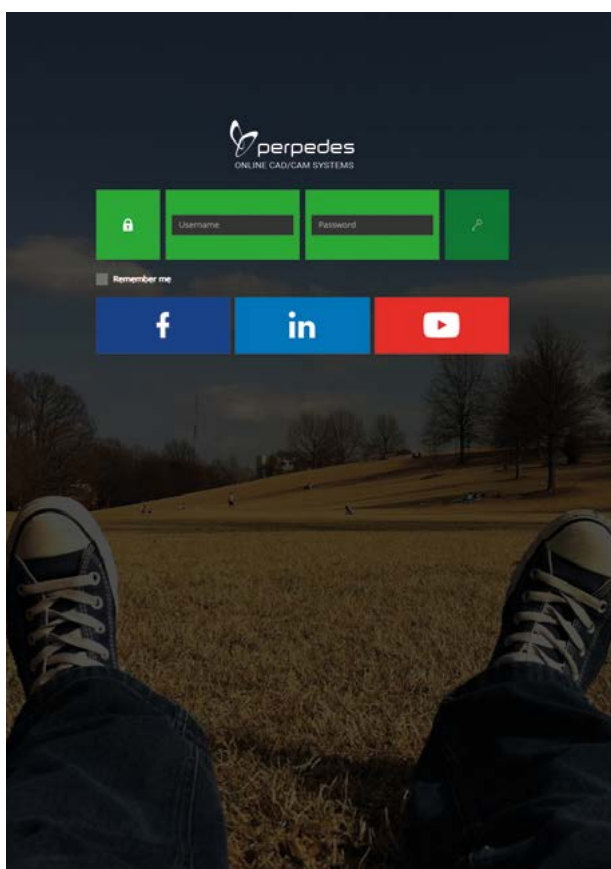 perpedes
ONLINE CAD/CAM SYSTEMS
Username
Password
Remember me
f
in